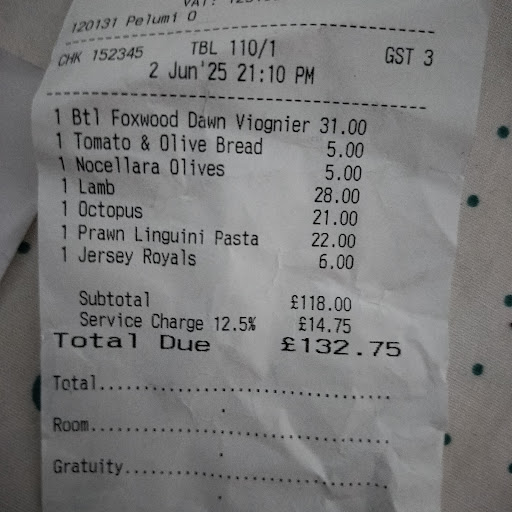 VAT:
120131 Pelumi O
CHK 152345 TBL 110/1 GST 3
2 Jun'25 21:10 PM
1 Btl Foxwood Dawn Viognier 31.00
1 Tomato & Olive Bread 5.00
1 Nocellara Olives 5.00
1 Lamb 28.00
1 Octopus 21.00
1 Prawn Linguini Pasta 22.00
1 Jersey Royals 6.00
Subtotal £118.00
Service Charge 12.5% £14.75
Total Due £132.75
Total..................................
Room...................................
Gratuity...............................